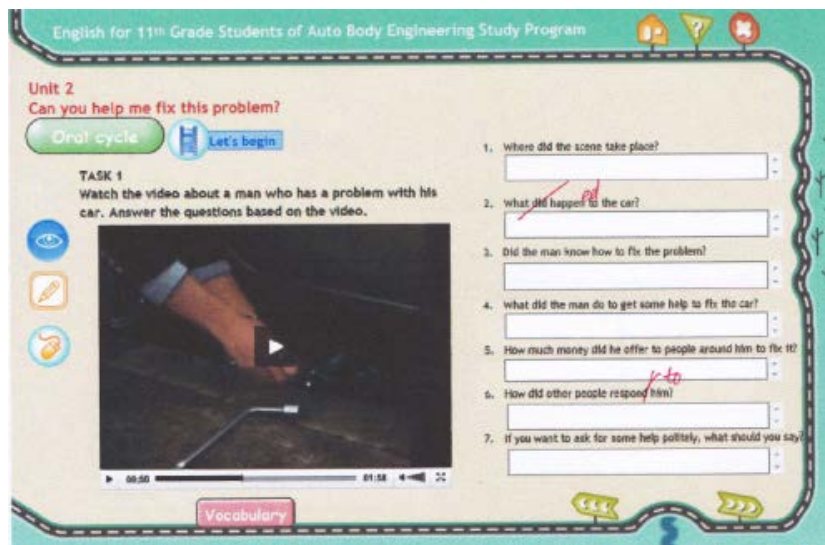 English for 11th Grade Students of Auto Body Engineering Study Program
?
Unit 2
Can you help me fix this problem?
Oral cycle
Let's begin
TASK 1
Watch the video about a man who has a problem with his
car. Answer the questions based on the video.
00:50
01:58
Vocabulary
1. Where did the scene take place?
2. What did happen to the car?
ed
3. Did the man know how to fix the problem?
4. What did the man do to get some help to fix the car?
5. How much money did he offer to people around him to fix it?
6. How did other people respond him?
to
7. If you want to ask for some help politely, what should you say?